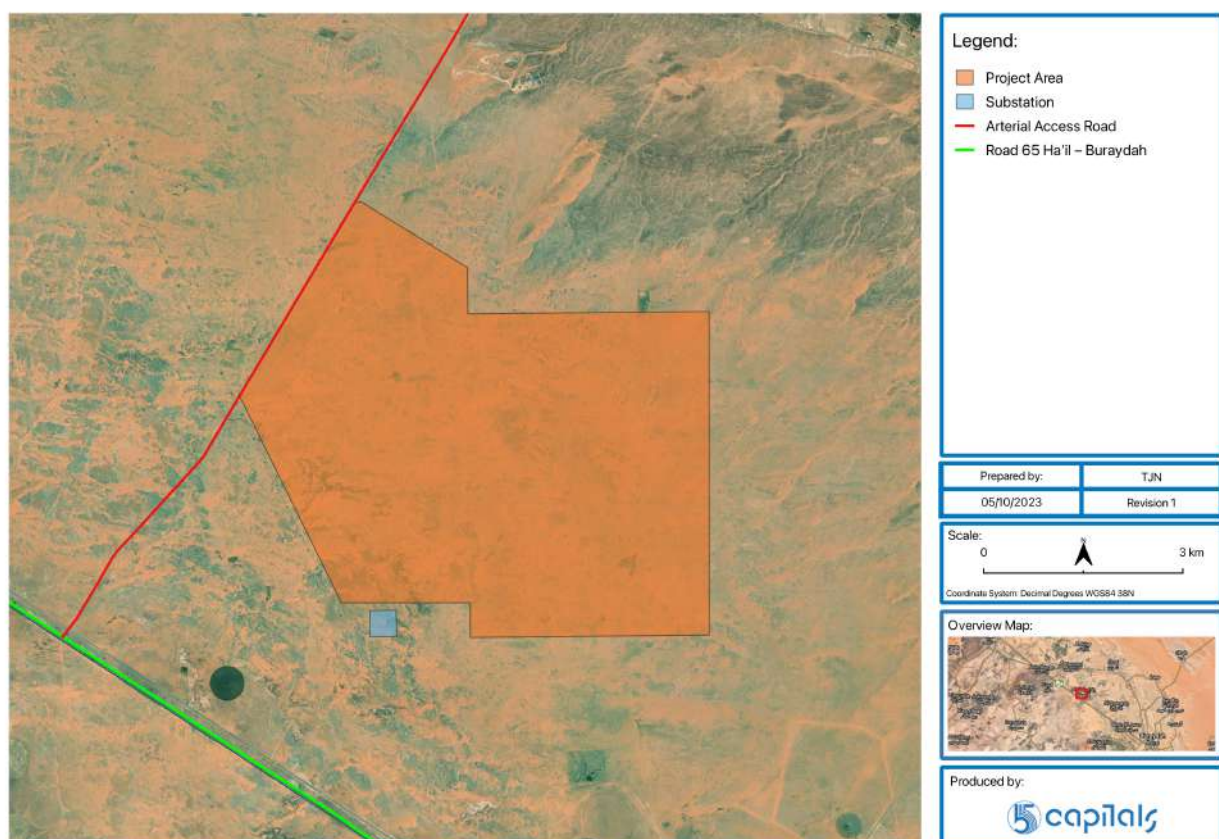 Legend:
Project Area
Substation
Arterial Access Road
Road 65 Ha'il – Buraydah
Prepared by:
TJN
05/10/2023
Revision 1
Scale:
N
0
3 km
Coordinate System: Decimal Degrees WGS84 38N
Overview Map:
Produced by:
5 capitals